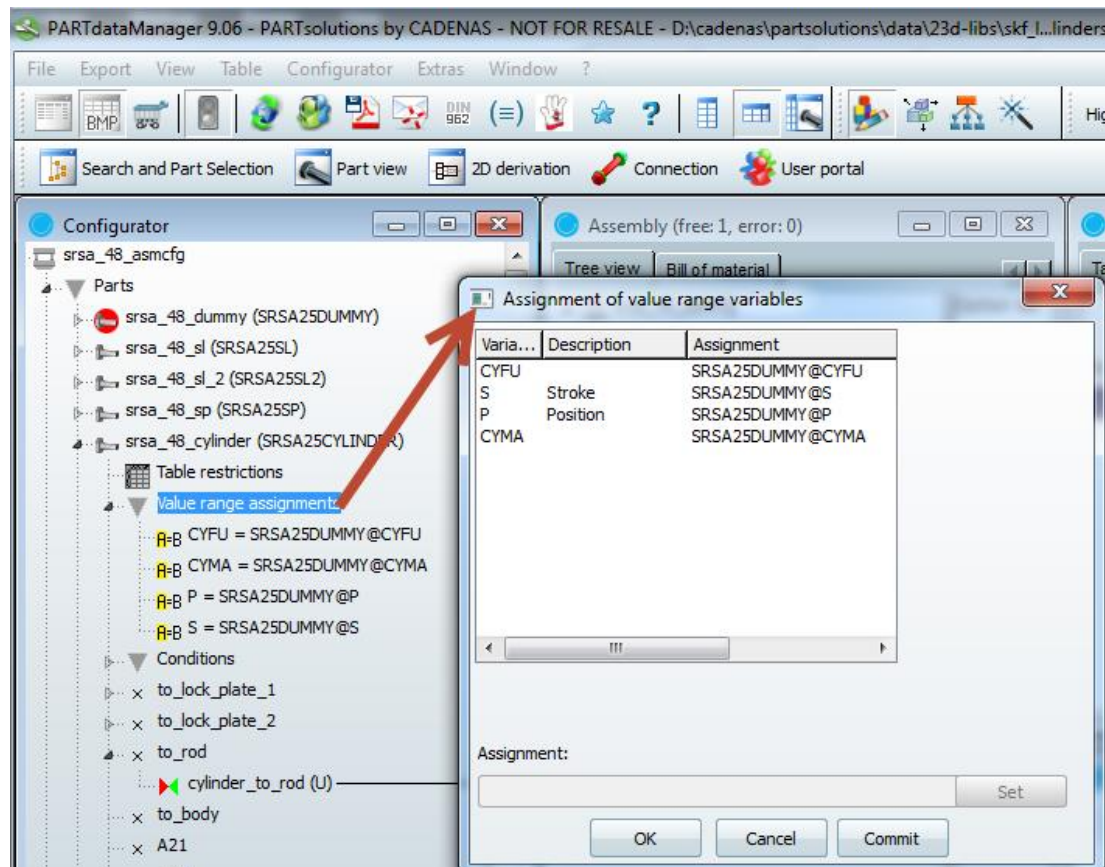 PARTdataManager 9.06 - PARTsolutions by CADENAS - NOT FOR RESALE - D:\cadenas\partsolutions\data\23d-libs\skf_l...linders
File Export View Table Configurator Extras Window ?
BMP DIN 962 (=) ?
Search and Part Selection Part view 2D derivation Connection User portal
Configurator
srsa_48_asmcfg
Parts
srsa_48_dummy (SRSA25DUMMY)
srsa_48_sl (SRSA25SL)
srsa_48_sl_2 (SRSA25SL2)
srsa_48_sp (SRSA25SP)
srsa_48_cylinder (SRSA25CYLINDER)
Table restrictions
Value range assignment
A=B CYFU = SRSA25DUMMY@CYFU
A=B CYMA = SRSA25DUMMY@CYMA
A=B P = SRSA25DUMMY@P
A=B S = SRSA25DUMMY@S
Conditions
to_lock_plate_1
to_lock_plate_2
to_rod
cylinder_to_rod (U)
to_body
A21
Assembly (free: 1, error: 0)
Tree view Bill of material
Assignment of value range variables
Varia... Description Assignment
CYFU SRSA25DUMMY@CYFU
S Stroke SRSA25DUMMY@S
P Position SRSA25DUMMY@P
CYMA SRSA25DUMMY@CYMA
Assignment:
Set
OK Cancel Commit